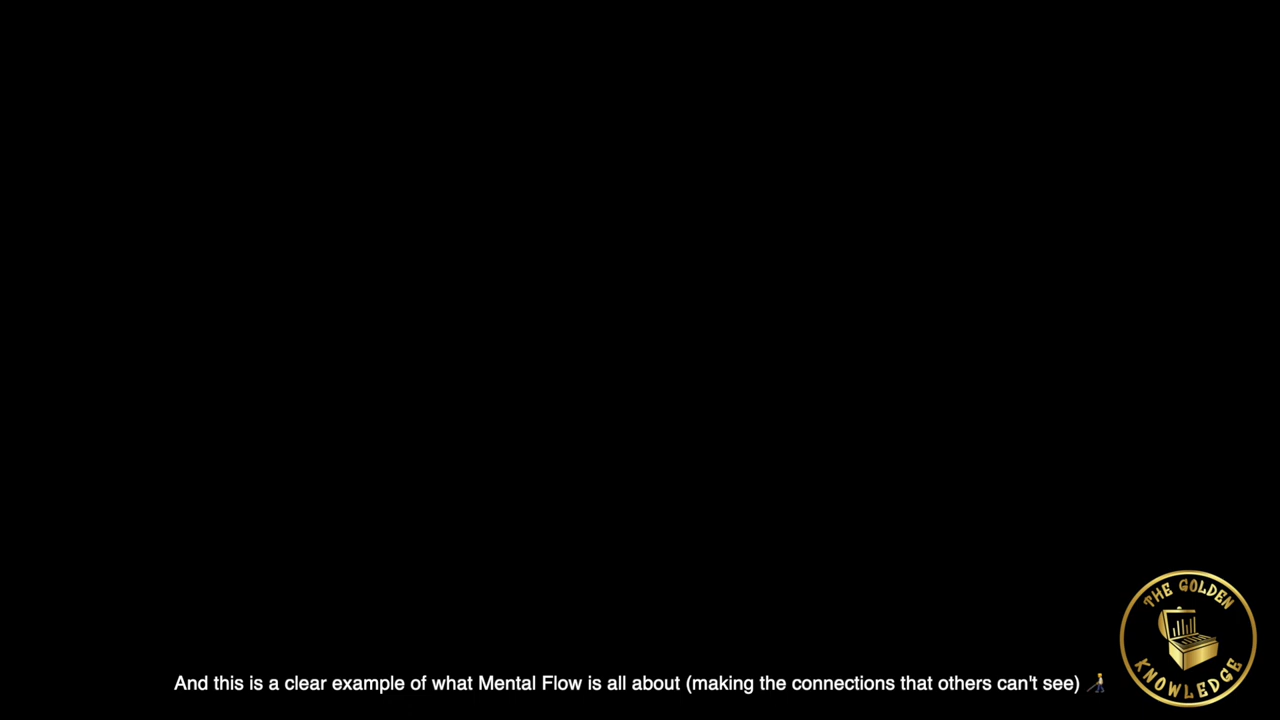 THE GOLDEN
KNOWLEDGE
And this is a clear example of what Mental Flow is all about (making the connections that others can't see) 👨‍🦯